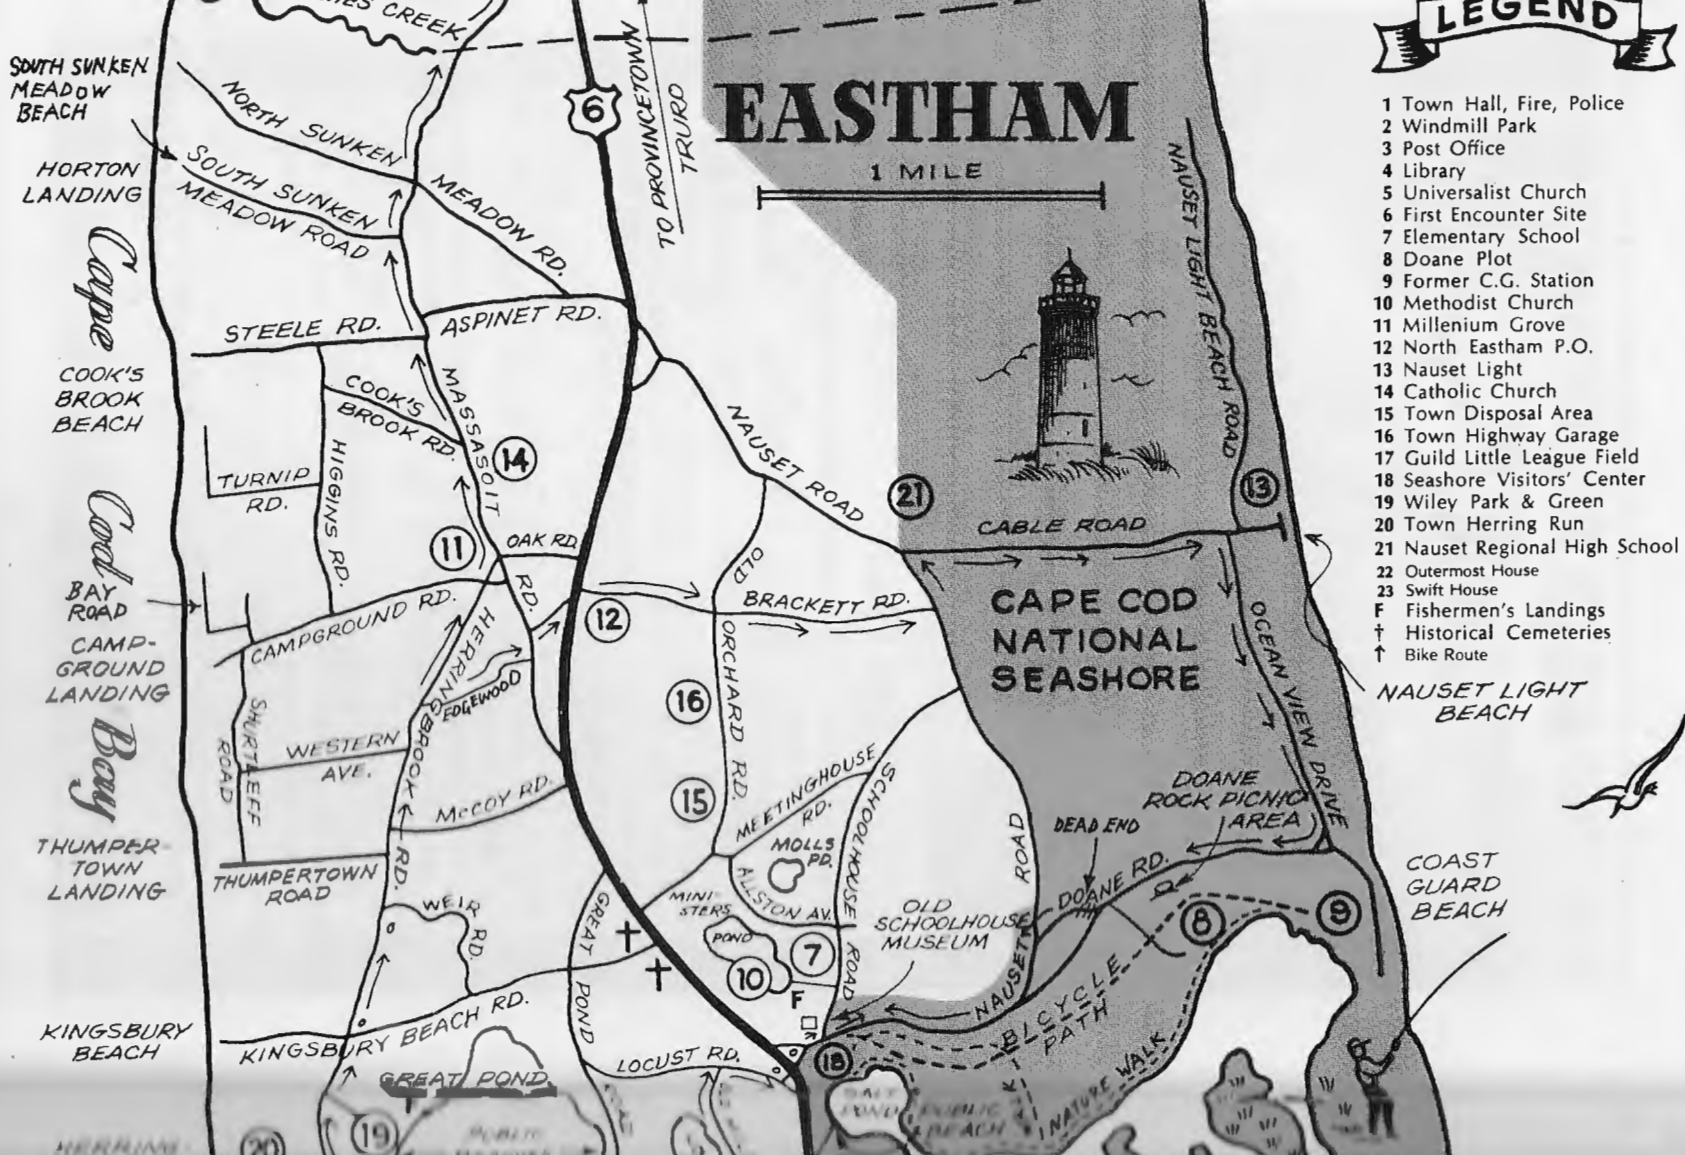 CREEK
SOUTH SUNKEN
MEADOW
BEACH
HORTON
LANDING
Cape
Cod
Bay
COOK'S
BROOK
BEACH
BAY
ROAD
CAMP-
GROUND
LANDING
THUMPER-
TOWN
LANDING
KINGSBURY
BEACH
NORTH SUNKEN
MEADOW RD.
SOUTH SUNKEN
MEADOW ROAD
6
TO PROVINCETOWN
TRURO
EASTHAM
1 MILE
STEELE RD.
ASPINET RD.
COOK'S
BROOK RD.
MASSASOIT
RD.
14
TURNIP
RD.
HIGGINS RD.
11
OAK RD.
CAMPGROUND RD.
HERRING
BROOK
RD.
EDGEWOOD
12
SHURTLEFF
ROAD
WESTERN
AVE.
McCOY RD.
THUMPERTOWN
ROAD
WEIR
RD.
KINGSBURY BEACH RD.
GREAT POND
GREAT
POND
ROAD
LOCUST RD.
NAUSET ROAD
OLD
ORCHARD RD.
BRACKETT RD.
16
15
MEETINGHOUSE
RD.
MOLLS
PD.
ALLSTON AV.
SCHOOLHOUSE
ROAD
MINI-
STERS
POND
10
7
F
OLD
SCHOOLHOUSE
MUSEUM
18
SALT
POND
PUBLIC
BEACH
21
CABLE ROAD
13
NAUSET LIGHT BEACH ROAD
CAPE COD
NATIONAL
SEASHORE
OCEAN VIEW DRIVE
NAUSET LIGHT
BEACH
DOANE
ROCK PICNIC
AREA
DEAD END
DOANE RD.
NAUSET
ROAD
BICYCLE
PATH
NATURE WALK
8
9
COAST
GUARD
BEACH
20
19
PUBLIC
HERRING
LEGEND
1 Town Hall, Fire, Police
2 Windmill Park
3 Post Office
4 Library
5 Universalist Church
6 First Encounter Site
7 Elementary School
8 Doane Plot
9 Former C.G. Station
10 Methodist Church
11 Millenium Grove
12 North Eastham P.O.
13 Nauset Light
14 Catholic Church
15 Town Disposal Area
16 Town Highway Garage
17 Guild Little League Field
18 Seashore Visitors' Center
19 Wiley Park & Green
20 Town Herring Run
21 Nauset Regional High School
22 Outermost House
23 Swift House
F Fishermen's Landings
† Historical Cemeteries
↑ Bike Route